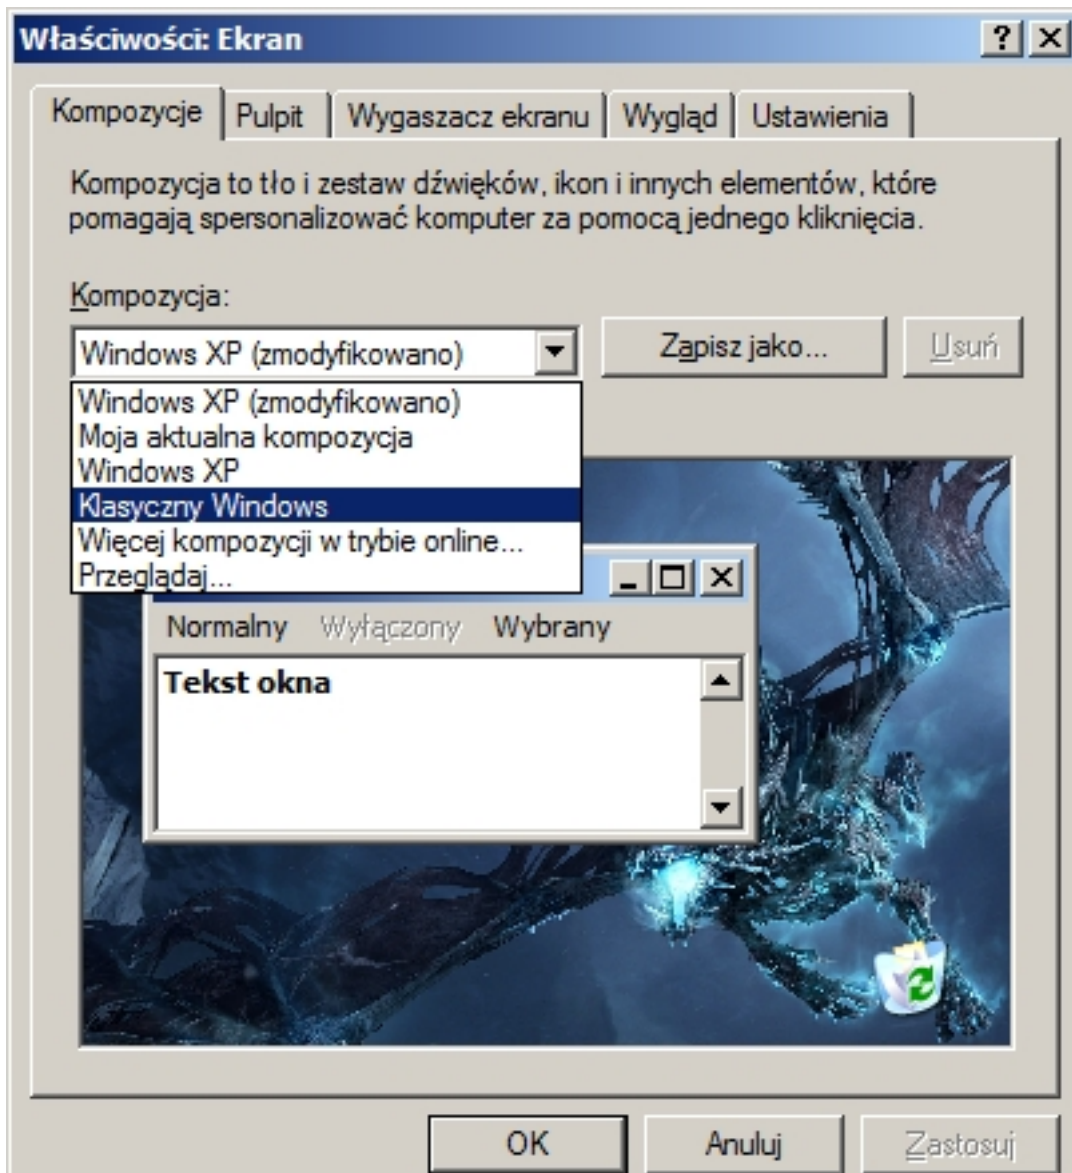 Właściwości: Ekran
Kompozycje Pulpit Wygaszacz ekranu Wygląd Ustawienia
Kompozycja to tło i zestaw dźwięków, ikon i innych elementów, które
pomagają spersonalizować komputer za pomocą jednego kliknięcia.
Kompozycja:
Windows XP (zmodyfikowano) Zapisz jako... Usuń
Windows XP (zmodyfikowano)
Moja aktualna kompozycja
Windows XP
Klasyczny Windows
Więcej kompozycji w trybie online...
Przeglądaj...
Normalny Wyłączony Wybrany
Tekst okna
OK Anuluj Zastosuj